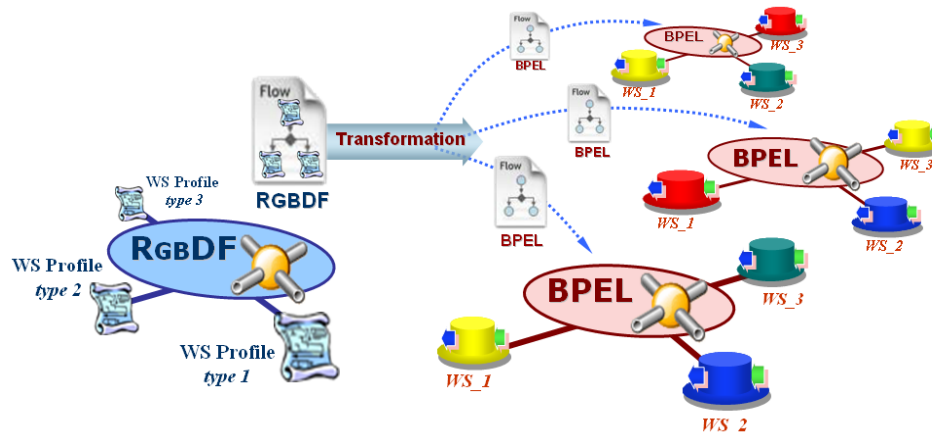 Flow
BPEL
BPEL
WS_3
WS_1
WS_2
Flow
Transformation
Flow
BPEL
RGBDF
Flow
BPEL
BPEL
WS_3
WS_1
WS_2
WS Profile
type 3
RGBDF
WS Profile
type 2
WS Profile
type 1
BPEL
WS_3
WS_1
WS_2